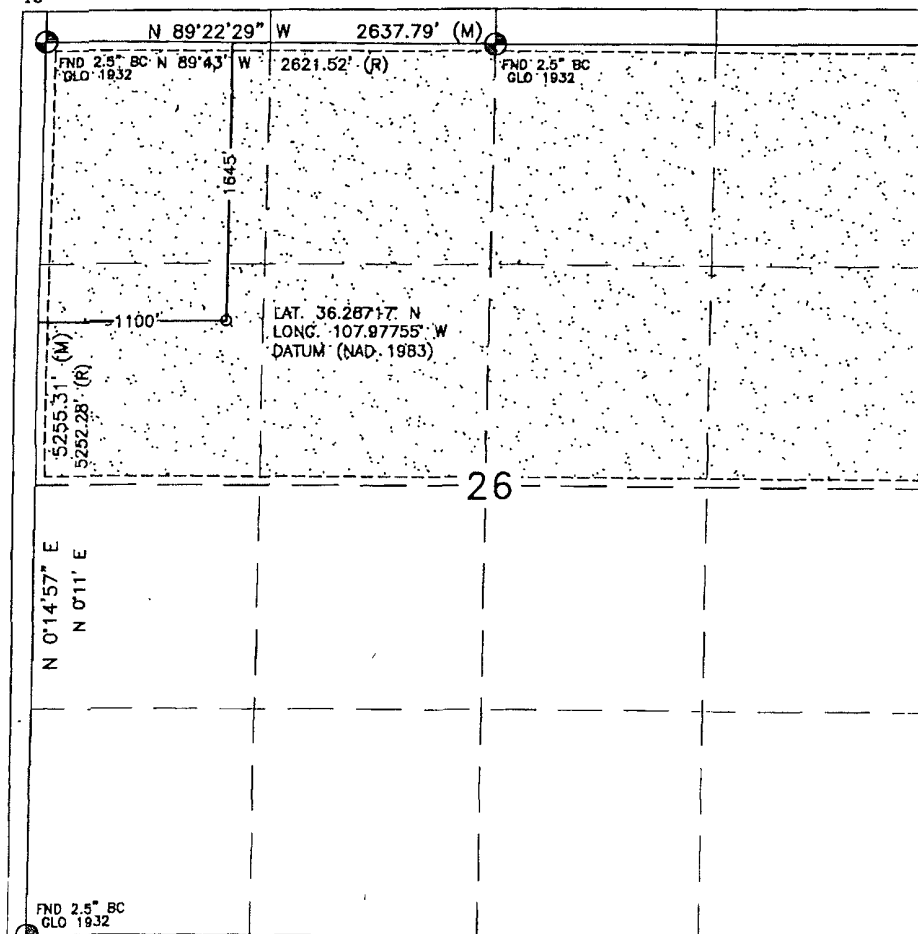 N 89°22'29" W 2637.79' (M)
FND 2.5" BC N 89°43' W 2621.52' (R)
GLO 1932
FND 2.5" BC
GLO 1932
1645'
1100'
LAT. 36.28717° N
LONG. 107.97755° W
DATUM (NAD 1983)
5255.31' (M)
5252.28' (R)
26
N 0°14'57" E
N 0°11' E
FND 2.5" BC
GLO 1932